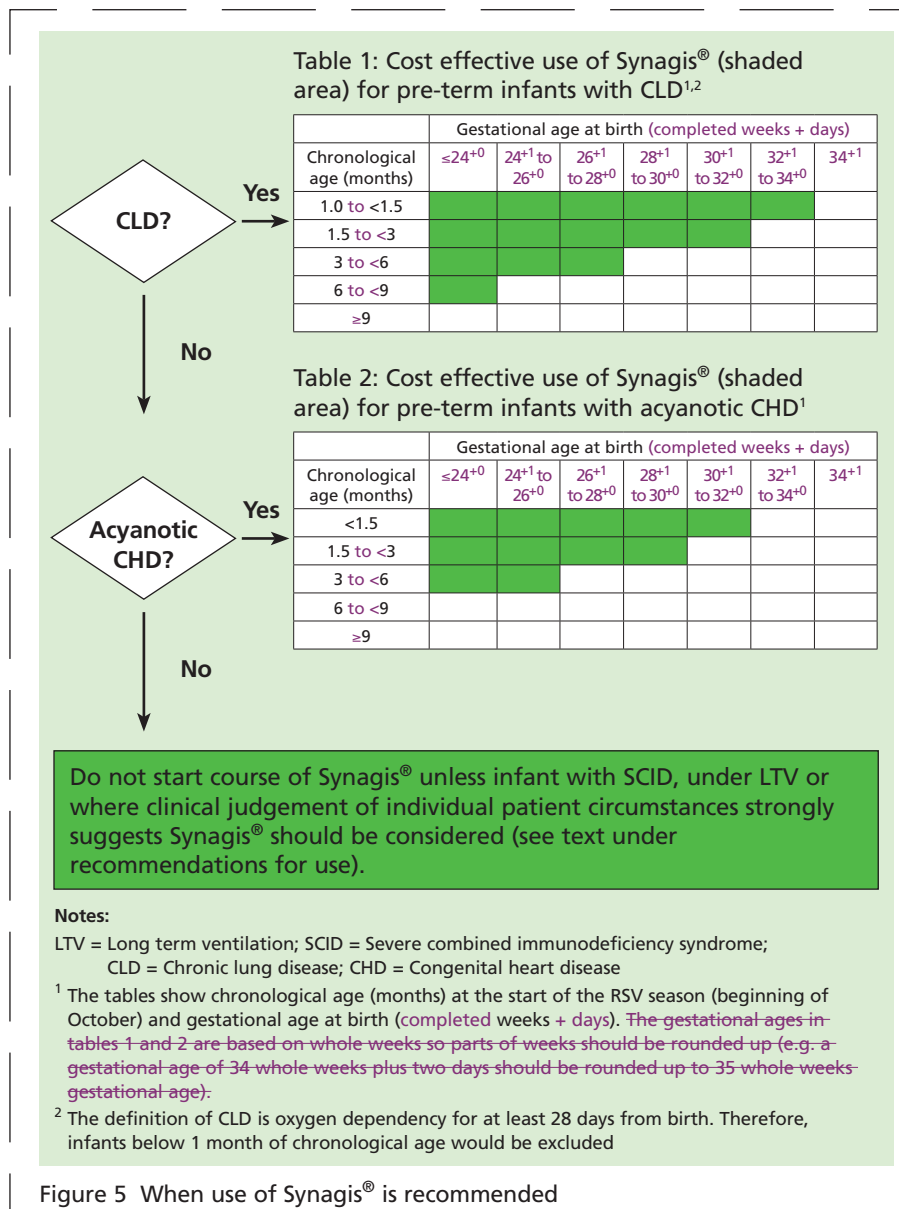 Table 1: Cost effective use of Synagis® (shaded
area) for pre-term infants with CLD1,2
Gestational age at birth (completed weeks + days)
Chronological age (months) ≤24+0 24+1 to 26+0 26+1 to 28+0 28+1 to 30+0 30+1 to 32+0 32+1 to 34+0 34+1
1.0 to <1.5
1.5 to <3
3 to <6
6 to <9
≥9
CLD?
Yes
No
Table 2: Cost effective use of Synagis® (shaded
area) for pre-term infants with acyanotic CHD1
Gestational age at birth (completed weeks + days)
Chronological age (months) ≤24+0 24+1 to 26+0 26+1 to 28+0 28+1 to 30+0 30+1 to 32+0 32+1 to 34+0 34+1
<1.5
1.5 to <3
3 to <6
6 to <9
≥9
Acyanotic
CHD?
Yes
No
Do not start course of Synagis® unless infant with SCID, under LTV or
where clinical judgement of individual patient circumstances strongly
suggests Synagis® should be considered (see text under
recommendations for use).
Notes:
LTV = Long term ventilation; SCID = Severe combined immunodeficiency syndrome;
CLD = Chronic lung disease; CHD = Congenital heart disease
1 The tables show chronological age (months) at the start of the RSV season (beginning of
October) and gestational age at birth (completed weeks + days). The gestational ages in
tables 1 and 2 are based on whole weeks so parts of weeks should be rounded up (e.g. a
gestational age of 34 whole weeks plus two days should be rounded up to 35 whole weeks
gestational age).
2 The definition of CLD is oxygen dependency for at least 28 days from birth. Therefore,
infants below 1 month of chronological age would be excluded
Figure 5 When use of Synagis® is recommended